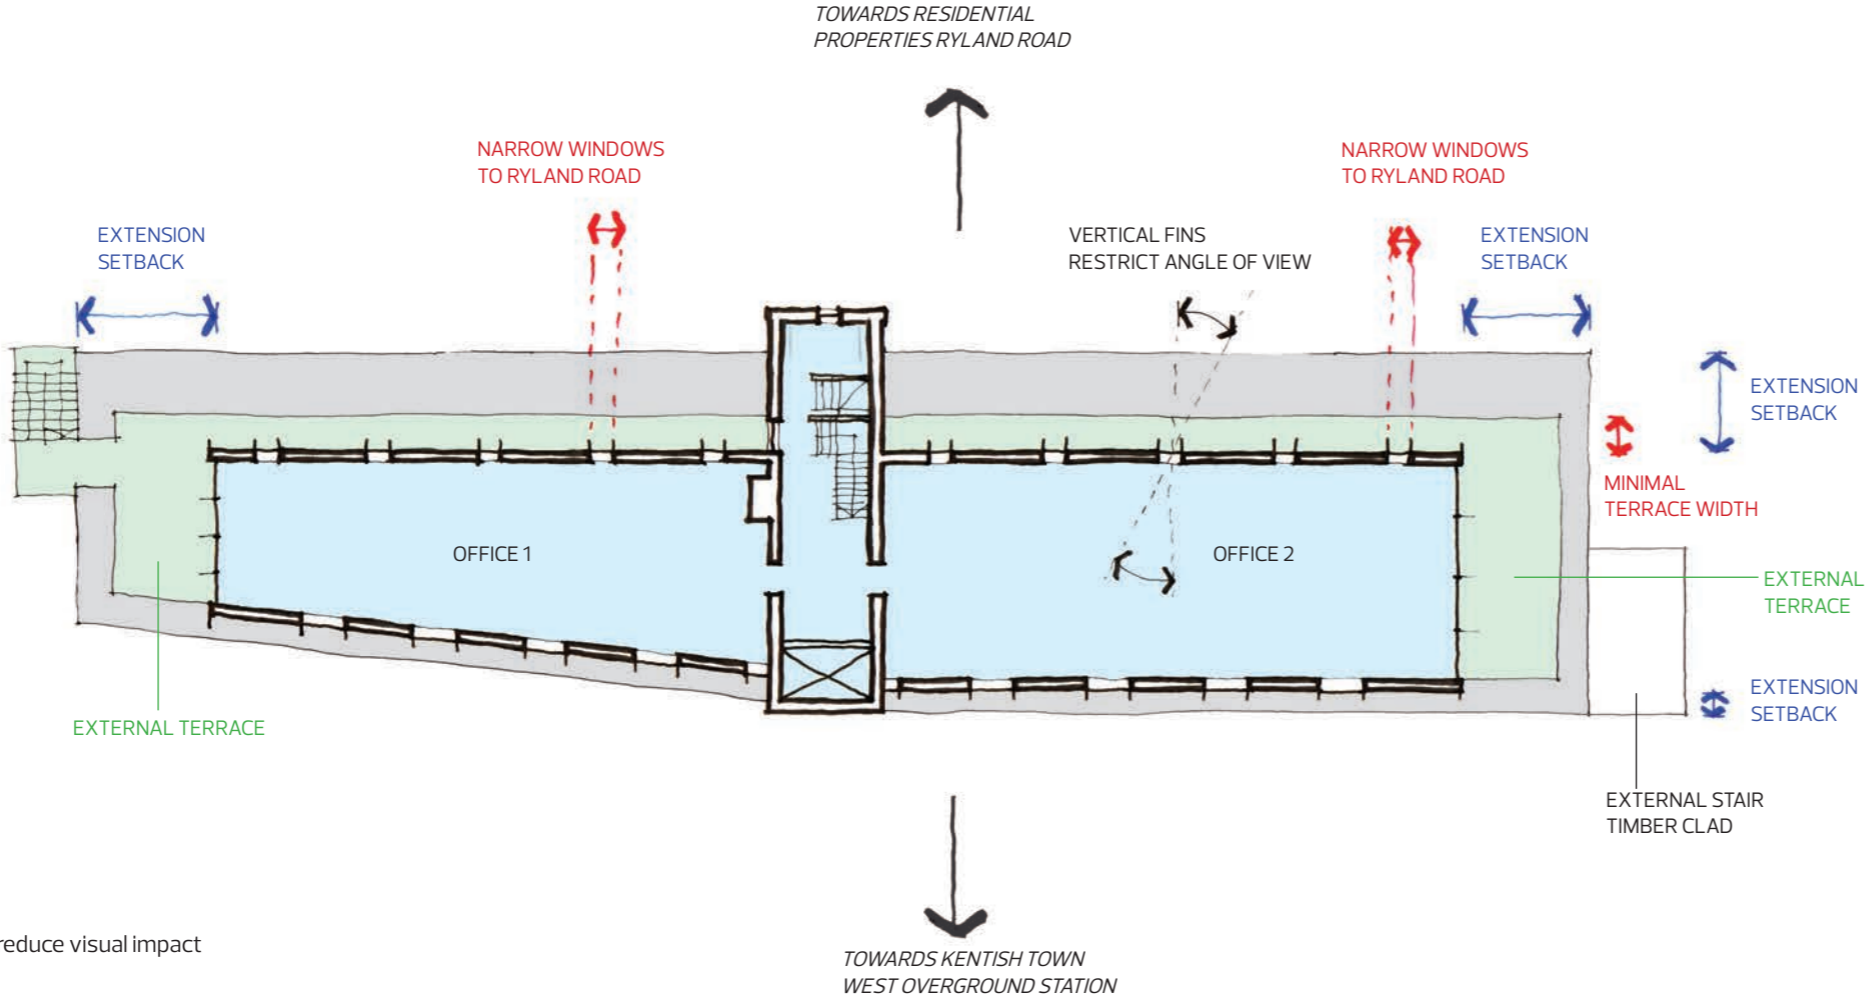 TOWARDS RESIDENTIAL
PROPERTIES RYLAND ROAD
NARROW WINDOWS
TO RYLAND ROAD
NARROW WINDOWS
TO RYLAND ROAD
EXTENSION
SETBACK
VERTICAL FINS
RESTRICT ANGLE OF VIEW
EXTENSION
SETBACK
EXTENSION
SETBACK
MINIMAL
TERRACE WIDTH
OFFICE 1
OFFICE 2
EXTERNAL
TERRACE
EXTENSION
SETBACK
EXTERNAL TERRACE
EXTERNAL STAIR
TIMBER CLAD
reduce visual impact
TOWARDS KENTISH TOWN
WEST OVERGROUND STATION